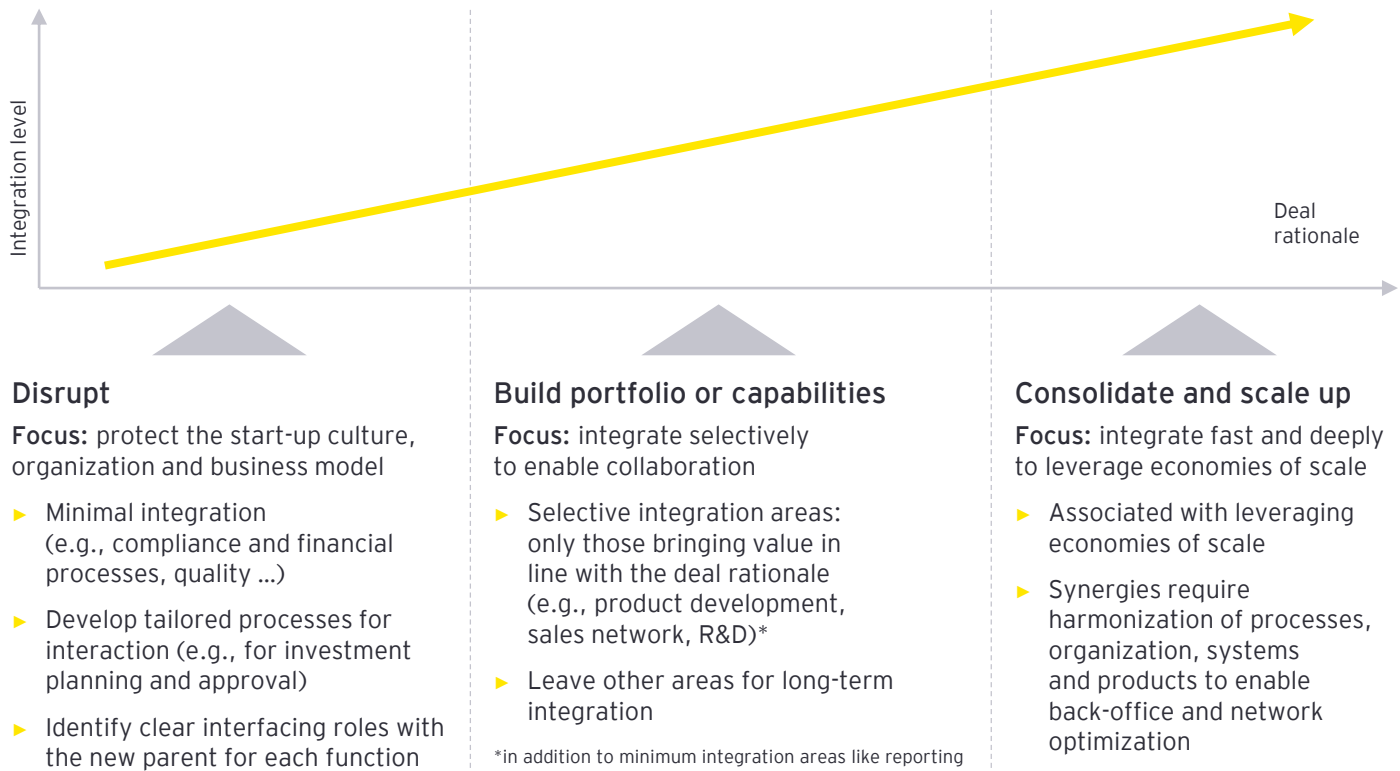 Integration level
Deal
rationale
Disrupt
Focus: protect the start-up culture,
organization and business model
► Minimal integration
(e.g., compliance and financial
processes, quality ...)
► Develop tailored processes for
interaction (e.g., for investment
planning and approval)
► Identify clear interfacing roles with
the new parent for each function
Build portfolio or capabilities
Focus: integrate selectively
to enable collaboration
► Selective integration areas:
only those bringing value in
line with the deal rationale
(e.g., product development,
sales network, R&D)*
► Leave other areas for long-term
integration
*in addition to minimum integration areas like reporting
Consolidate and scale up
Focus: integrate fast and deeply
to leverage economies of scale
► Associated with leveraging
economies of scale
► Synergies require
harmonization of processes,
organization, systems
and products to enable
back-office and network
optimization